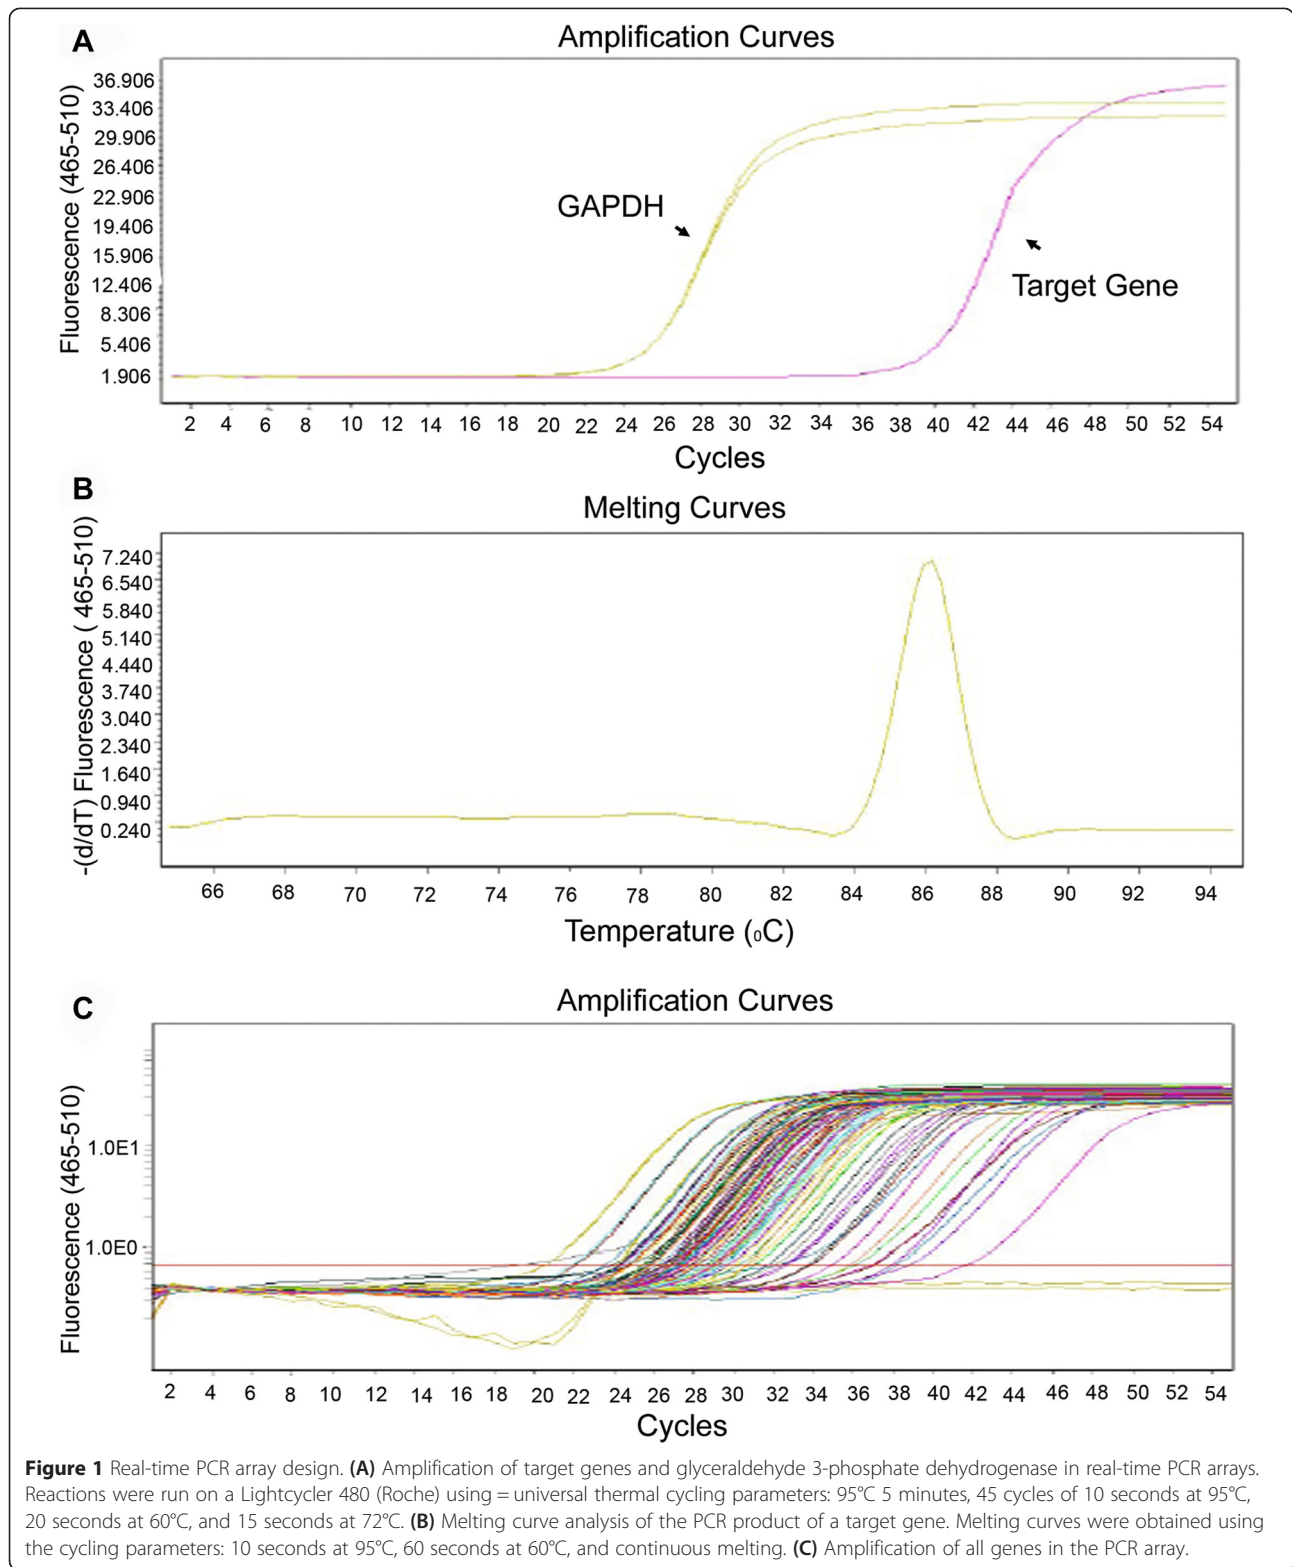 A
Amplification Curves
Fluorescence (465-510)
36.906
33.406
29.906
26.406
22.906
19.406
15.906
12.406
8.306
5.406
1.906
GAPDH
Target Gene
2 4 6 8 10 12 14 16 18 20 22 24 26 28 30 32 34 36 38 40 42 44 46 48 50 52 54
Cycles
B
Melting Curves
-(d/dT) Fluorescence ( 465-510)
7.240
6.540
5.840
5.140
4.440
3.740
3.040
2.340
1.640
0.940
0.240
66 68 70 72 74 76 78 80 82 84 86 88 90 92 94
Temperature (₀C)
C
Amplification Curves
Fluorescence (465-510)
1.0E1
1.0E0
2 4 6 8 10 12 14 16 18 20 22 24 26 28 30 32 34 36 38 40 42 44 46 48 50 52 54
Cycles
Figure 1 Real-time PCR array design. (A) Amplification of target genes and glyceraldehyde 3-phosphate dehydrogenase in real-time PCR arrays.
Reactions were run on a Lightcycler 480 (Roche) using = universal thermal cycling parameters: 95°C 5 minutes, 45 cycles of 10 seconds at 95°C,
20 seconds at 60°C, and 15 seconds at 72°C. (B) Melting curve analysis of the PCR product of a target gene. Melting curves were obtained using
the cycling parameters: 10 seconds at 95°C, 60 seconds at 60°C, and continuous melting. (C) Amplification of all genes in the PCR array.